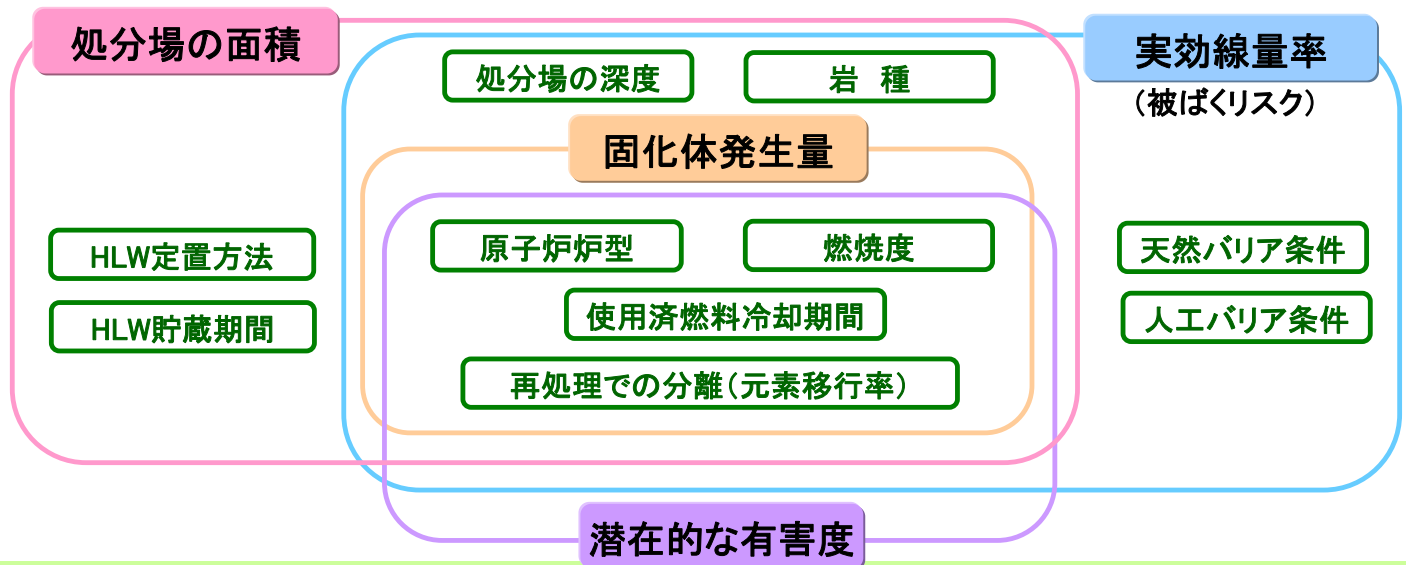 処分場の面積
実効線量率
(被ばくリスク)
処分場の深度
岩 種
固化体発生量
原子炉炉型
燃焼度
HLW定置方法
天然バリア条件
使用済燃料冷却期間
HLW貯蔵期間
人工バリア条件
再処理での分離(元素移行率)
潜在的な有害度